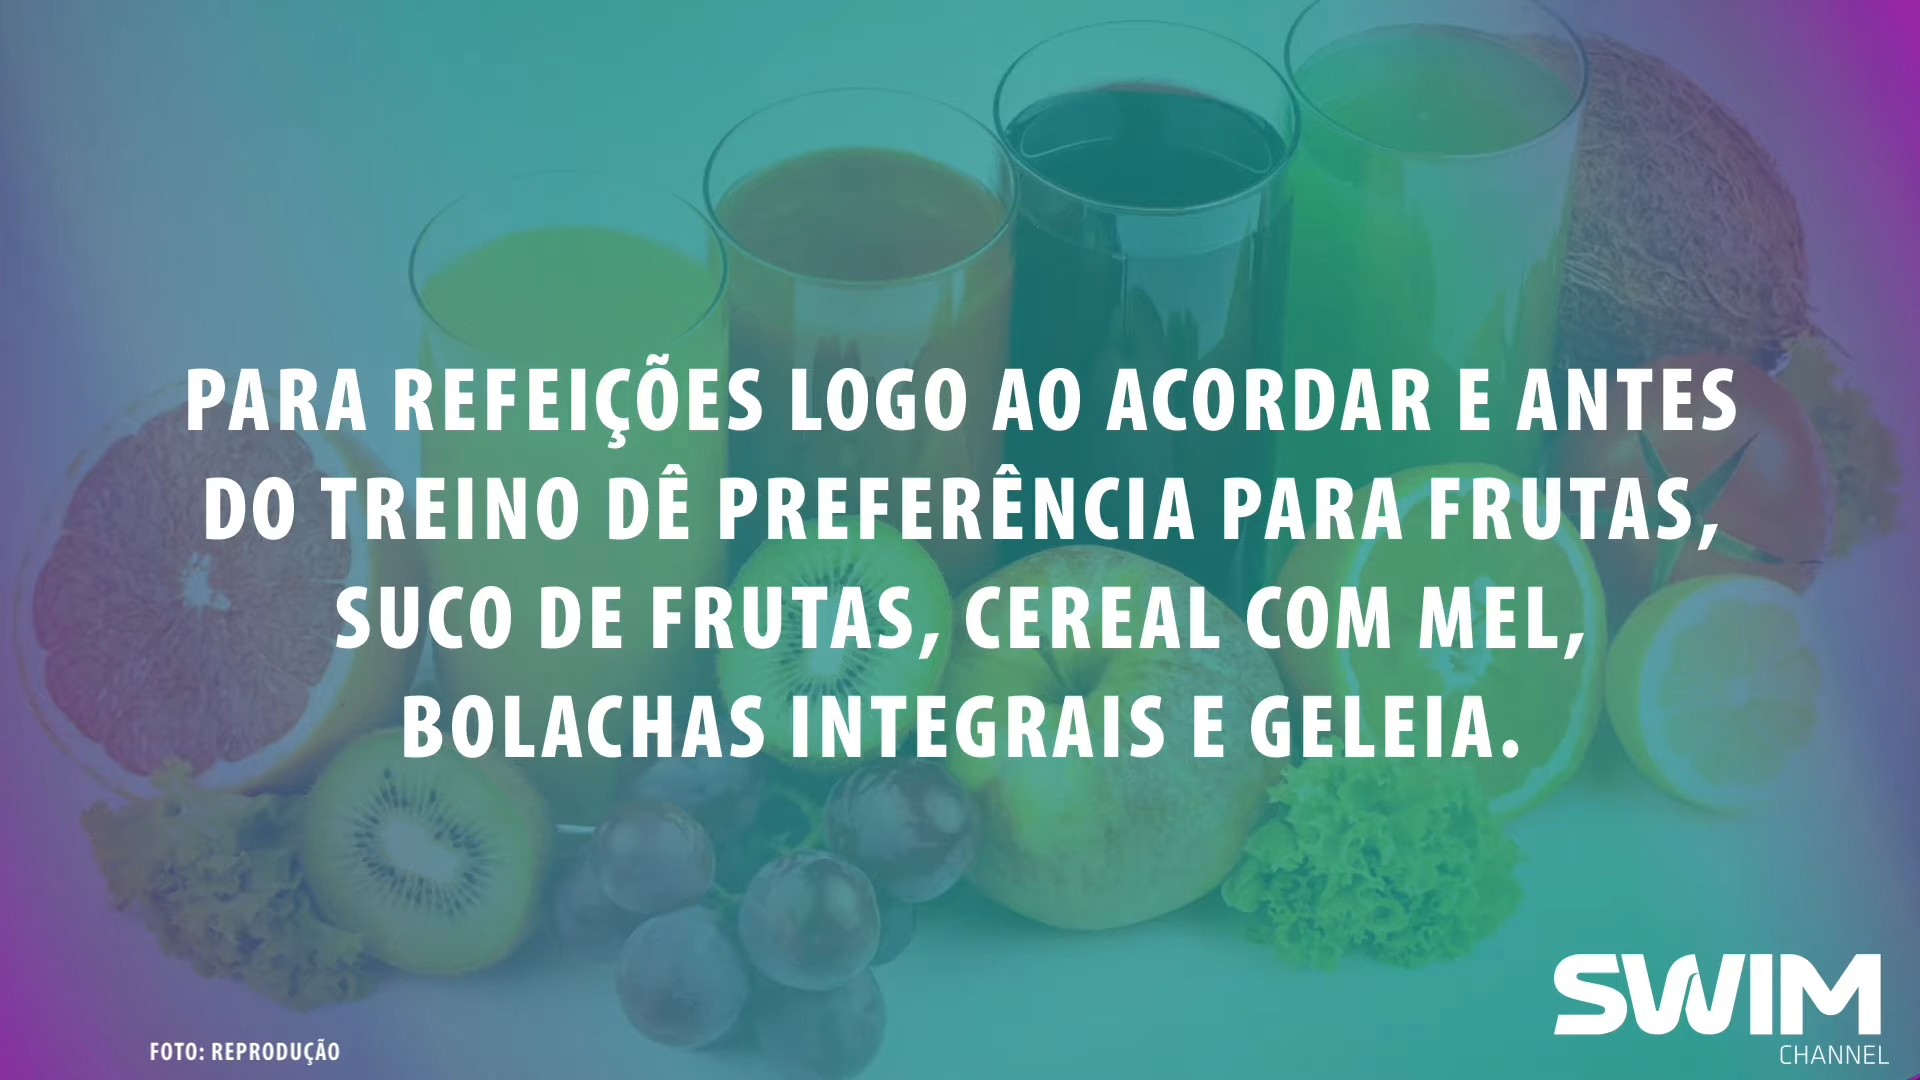 PARA REFEIÇÕES LOGO AO ACORDAR E ANTES
DO TREINO DÊ PREFERÊNCIA PARA FRUTAS,
SUCO DE FRUTAS, CEREAL COM MEL,
BOLACHAS INTEGRAIS E GELEIA.
SWIM
CHANNEL
FOTO: REPRODUÇÃO